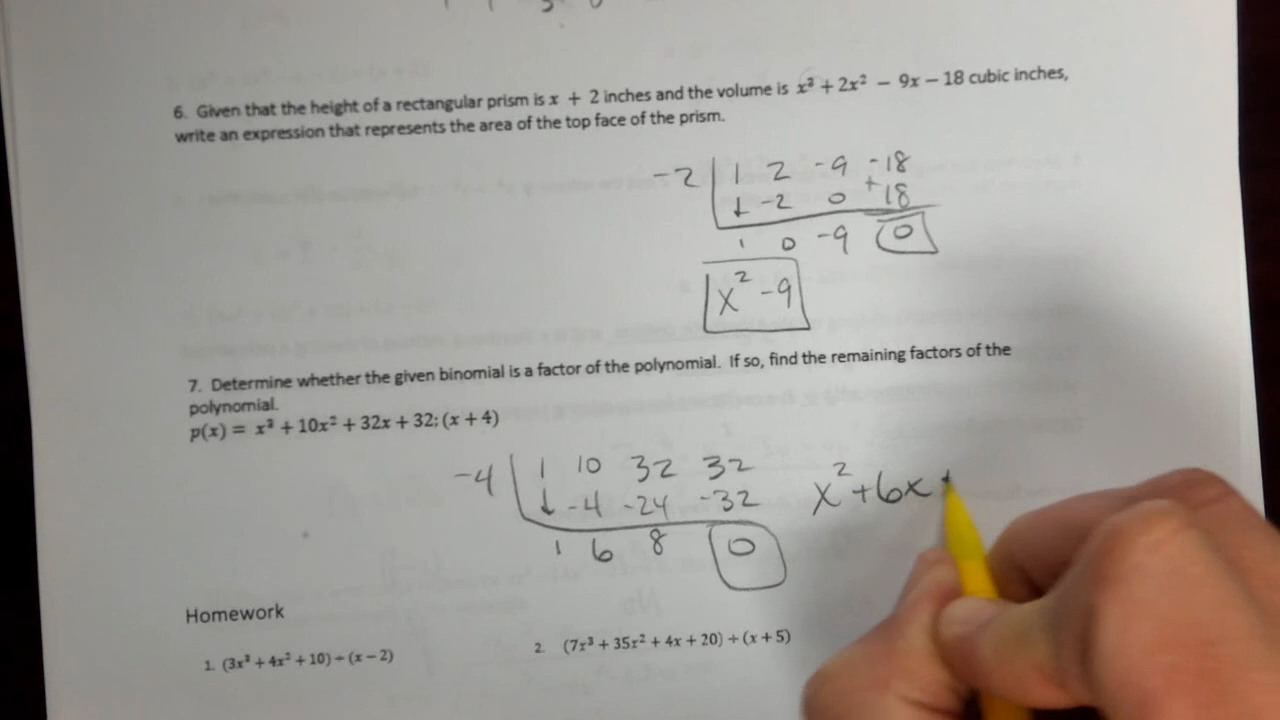 6. Given that the height of a rectangular prism is x + 2 inches and the volume is x³ + 2x² − 9x − 18 cubic inches,
write an expression that represents the area of the top face of the prism.
-2 | 1 2 -9 -18
↓ -2 0 +18
1 0 -9 0
x² - 9
7. Determine whether the given binomial is a factor of the polynomial. If so, find the remaining factors of the
polynomial.
p(x) = x³ + 10x² + 32x + 32; (x + 4)
-4 | 1 10 32 32
↓ -4 -24 -32
1 6 8 0
x² + 6x +
Homework
1. (3x³ + 4x² + 10) ÷ (x − 2)
2. (7x³ + 35x² + 4x + 20) ÷ (x + 5)